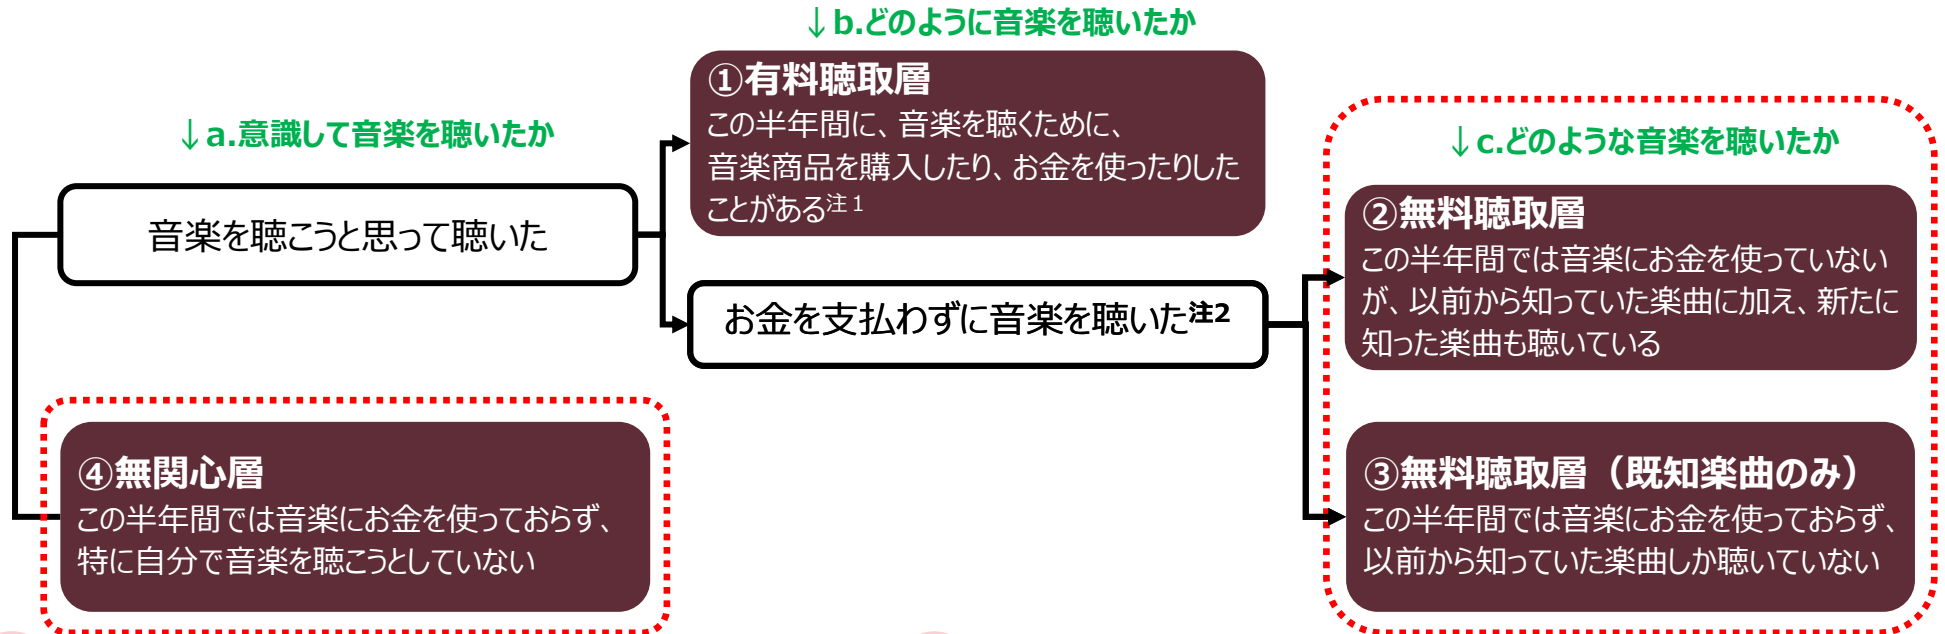 ↓a.意識して音楽を聴いたか
音楽を聴こうと思って聴いた
↓b.どのように音楽を聴いたか
①有料聴取層
この半年間に、音楽を聴くために、
音楽商品を購入したり、お金を使ったりした
ことがある注1
お金を支払わずに音楽を聴いた注2
↓c.どのような音楽を聴いたか
②無料聴取層
この半年間では音楽にお金を使っていない
が、以前から知っていた楽曲に加え、新たに
知った楽曲も聴いている
③無料聴取層（既知楽曲のみ）
この半年間では音楽にお金を使っておらず、
以前から知っていた楽曲しか聴いていない
④無関心層
この半年間では音楽にお金を使っておらず、
特に自分で音楽を聴こうとしていない